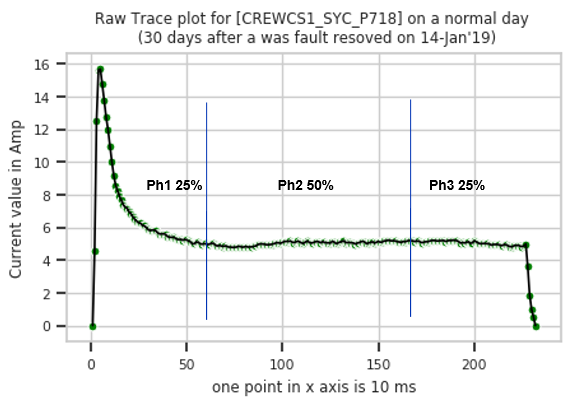 Raw Trace plot for [CREWCS1_SYC_P718] on a normal day
(30 days after a was fault resoved on 14-Jan'19)
16
14
12
10
8
6
4
2
0
Current value in Amp
Ph1 25%
Ph2 50%
Ph3 25%
0
50
100
150
200
one point in x axis is 10 ms